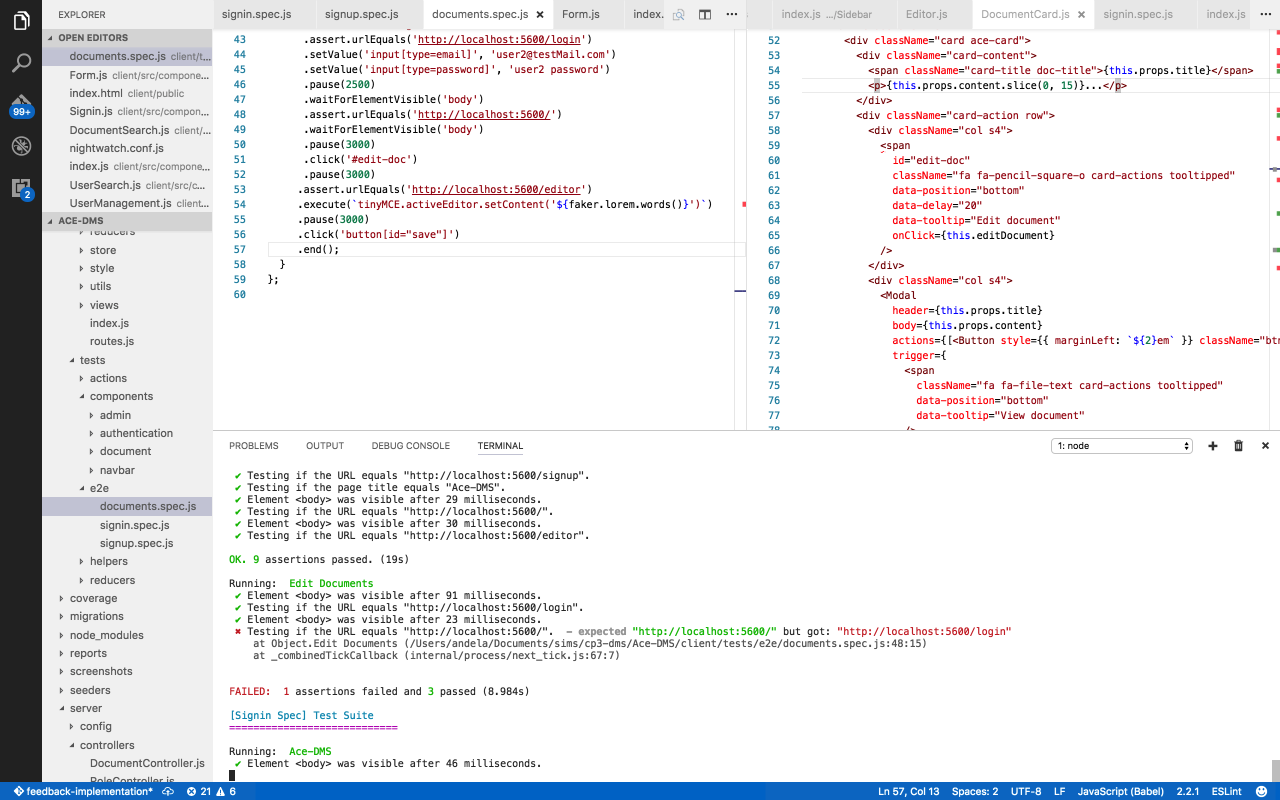 EXPLORER
OPEN EDITORS
documents.spec.js client/t...
Form.js client/src/compone...
index.html client/public
Signin.js client/src/compon...
DocumentSearch.js client/...
nightwatch.conf.js
index.js client/src/compone...
UserSearch.js client/src/c...
UserManagement.js client/...
ACE-DMS
reducers
store
style
utils
views
index.js
routes.js
tests
actions
components
admin
authentication
document
navbar
e2e
documents.spec.js
signin.spec.js
signup.spec.js
helpers
reducers
coverage
migrations
node_modules
reports
screenshots
seeders
server
config
controllers
DocumentController.js
RoleController.js
99+
2
signin.spec.js signup.spec.js documents.spec.js Form.js index.
43 .assert.urlEquals('http://localhost:5600/login')
44 .setValue('input[type=email]', 'user2@testMail.com')
45 .setValue('input[type=password]', 'user2 password')
46 .pause(2500)
47 .waitForElementVisible('body')
48 .assert.urlEquals('http://localhost:5600/')
49 .waitForElementVisible('body')
50 .pause(3000)
51 .click('#edit-doc')
52 .pause(3000)
53 .assert.urlEquals('http://localhost:5600/editor')
54 .execute(`tinyMCE.activeEditor.setContent('${faker.lorem.words()}')`)
55 .pause(3000)
56 .click('button[id="save"]')
57 .end();
58 }
59 };
60
index.js .../Sidebar Editor.js DocumentCard.js signin.spec.js index.js
52 <div className="card ace-card">
53 <div className="card-content">
54 <span className="card-title doc-title">{this.props.title}</span>
55 <p>{this.props.content.slice(0, 15)}...</p>
56 </div>
57 <div className="card-action row">
58 <div className="col s4">
59 <span
60 id="edit-doc"
61 className="fa fa-pencil-square-o card-actions tooltipped"
62 data-position="bottom"
63 data-delay="20"
64 data-tooltip="Edit document"
65 onClick={this.editDocument}
66 />
67 </div>
68 <div className="col s4">
69 <Modal
70 header={this.props.title}
71 body={this.props.content}
72 actions={[<Button style={{ marginLeft: `${2}em` }} className="btn
73 trigger={
74 <span
75 className="fa fa-file-text card-actions tooltipped"
76 data-position="bottom"
77 data-tooltip="View document"
78 />
PROBLEMS OUTPUT DEBUG CONSOLE TERMINAL 1: node
✔ Testing if the URL equals "http://localhost:5600/signup".
✔ Testing if the page title equals "Ace-DMS".
✔ Element <body> was visible after 29 milliseconds.
✔ Testing if the URL equals "http://localhost:5600/".
✔ Element <body> was visible after 30 milliseconds.
✔ Testing if the URL equals "http://localhost:5600/editor".
OK. 9 assertions passed. (19s)
Running: Edit Documents
✔ Element <body> was visible after 91 milliseconds.
✔ Testing if the URL equals "http://localhost:5600/login".
✔ Element <body> was visible after 23 milliseconds.
✖ Testing if the URL equals "http://localhost:5600/". - expected "http://localhost:5600/" but got: "http://localhost:5600/login"
at Object.Edit Documents (/Users/andela/Documents/sims/cp3-dms/Ace-DMS/client/tests/e2e/documents.spec.js:48:15)
at _combinedTickCallback (internal/process/next_tick.js:67:7)
FAILED: 1 assertions failed and 3 passed (8.984s)
[Signin Spec] Test Suite
============================
Running: Ace-DMS
✔ Element <body> was visible after 46 milliseconds.
feedback-implementation* 21 6 Ln 57, Col 13 Spaces: 2 UTF-8 LF JavaScript (Babel) 2.2.1 ESLint